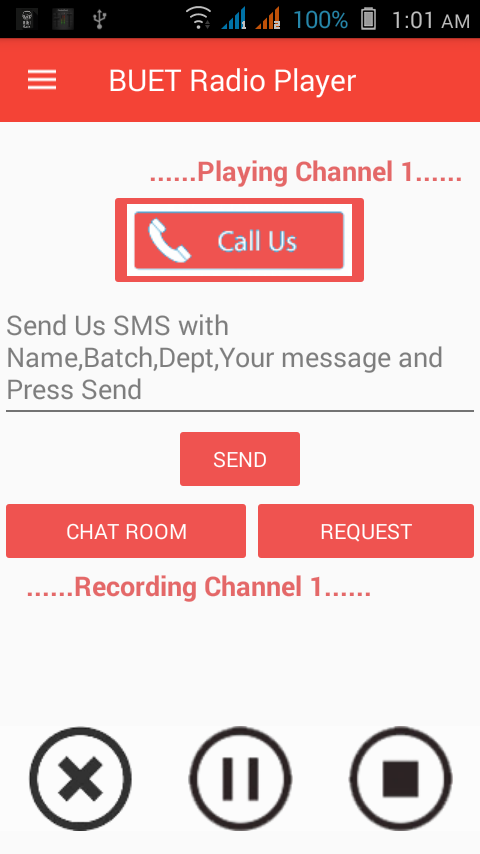 100% 1:01 AM
BUET Radio Player
......Playing Channel 1......
Call Us
Send Us SMS with
Name,Batch,Dept,Your message and
Press Send
SEND
CHAT ROOM REQUEST
......Recording Channel 1......